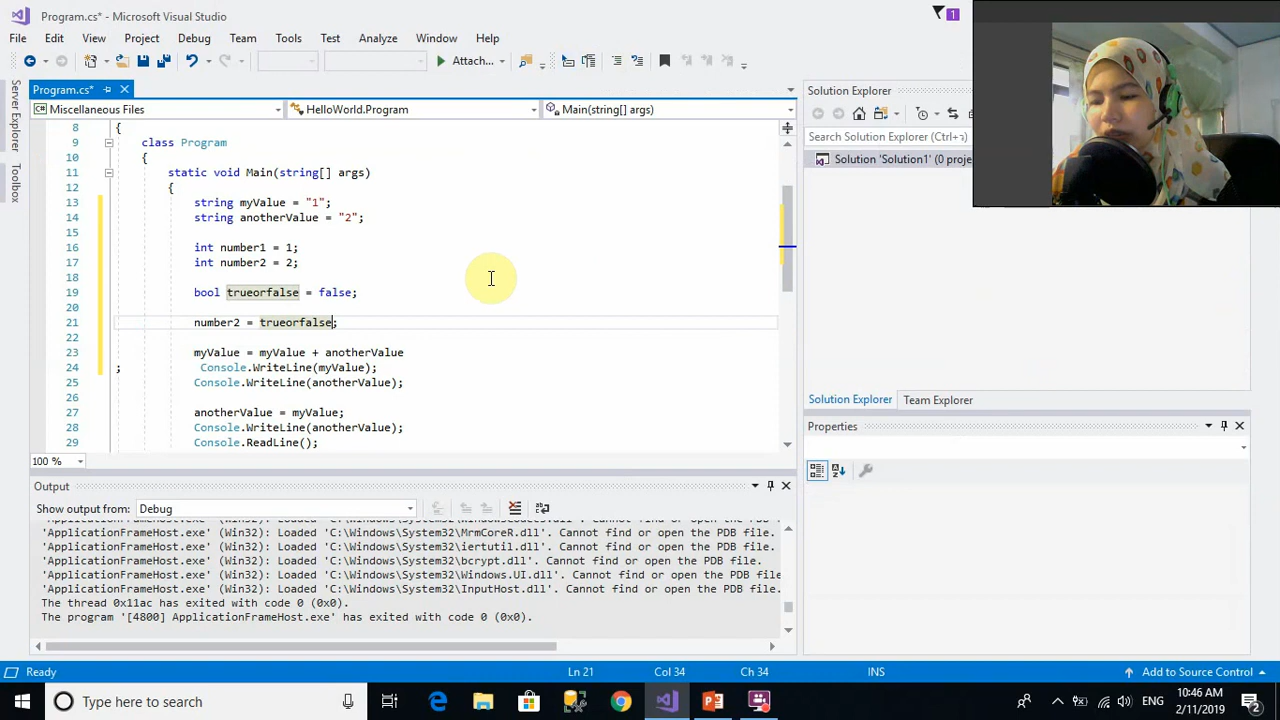 Program.cs* - Microsoft Visual Studio
1
File Edit View Project Debug Team Tools Test Analyze Window Help
Attach...
Server Explorer
Toolbox
Program.cs*
Miscellaneous Files
HelloWorld.Program
Main(string[] args)
8 {
9 class Program
10 {
11 static void Main(string[] args)
12 {
13 string myValue = "1";
14 string anotherValue = "2";
15
16 int number1 = 1;
17 int number2 = 2;
18
19 bool trueorfalse = false;
20
21 number2 = trueorfalse;
22
23 myValue = myValue + anotherValue
24 ; Console.WriteLine(myValue);
25 Console.WriteLine(anotherValue);
26
27 anotherValue = myValue;
28 Console.WriteLine(anotherValue);
29 Console.ReadLine();
100 %
Solution Explorer
Search Solution Explorer (Ctrl+
Solution 'Solution1' (0 proje
Solution Explorer Team Explorer
Properties
Output
Show output from: Debug
'ApplicationFrameHost.exe' (Win32): Loaded 'C:\Windows\System32\MrmCoreR.dll'. Cannot find or open the PDB file.
'ApplicationFrameHost.exe' (Win32): Loaded 'C:\Windows\System32\iertutil.dll'. Cannot find or open the PDB file.
'ApplicationFrameHost.exe' (Win32): Loaded 'C:\Windows\System32\bcrypt.dll'. Cannot find or open the PDB file.
'ApplicationFrameHost.exe' (Win32): Loaded 'C:\Windows\System32\Windows.UI.dll'. Cannot find or open the PDB file.
'ApplicationFrameHost.exe' (Win32): Loaded 'C:\Windows\System32\InputHost.dll'. Cannot find or open the PDB file.
The thread 0x11ac has exited with code 0 (0x0).
The program '[4800] ApplicationFrameHost.exe' has exited with code 0 (0x0).
Ready
Ln 21
Col 34
Ch 34
INS
Add to Source Control
Type here to search
ENG
10:46 AM
2/11/2019
2